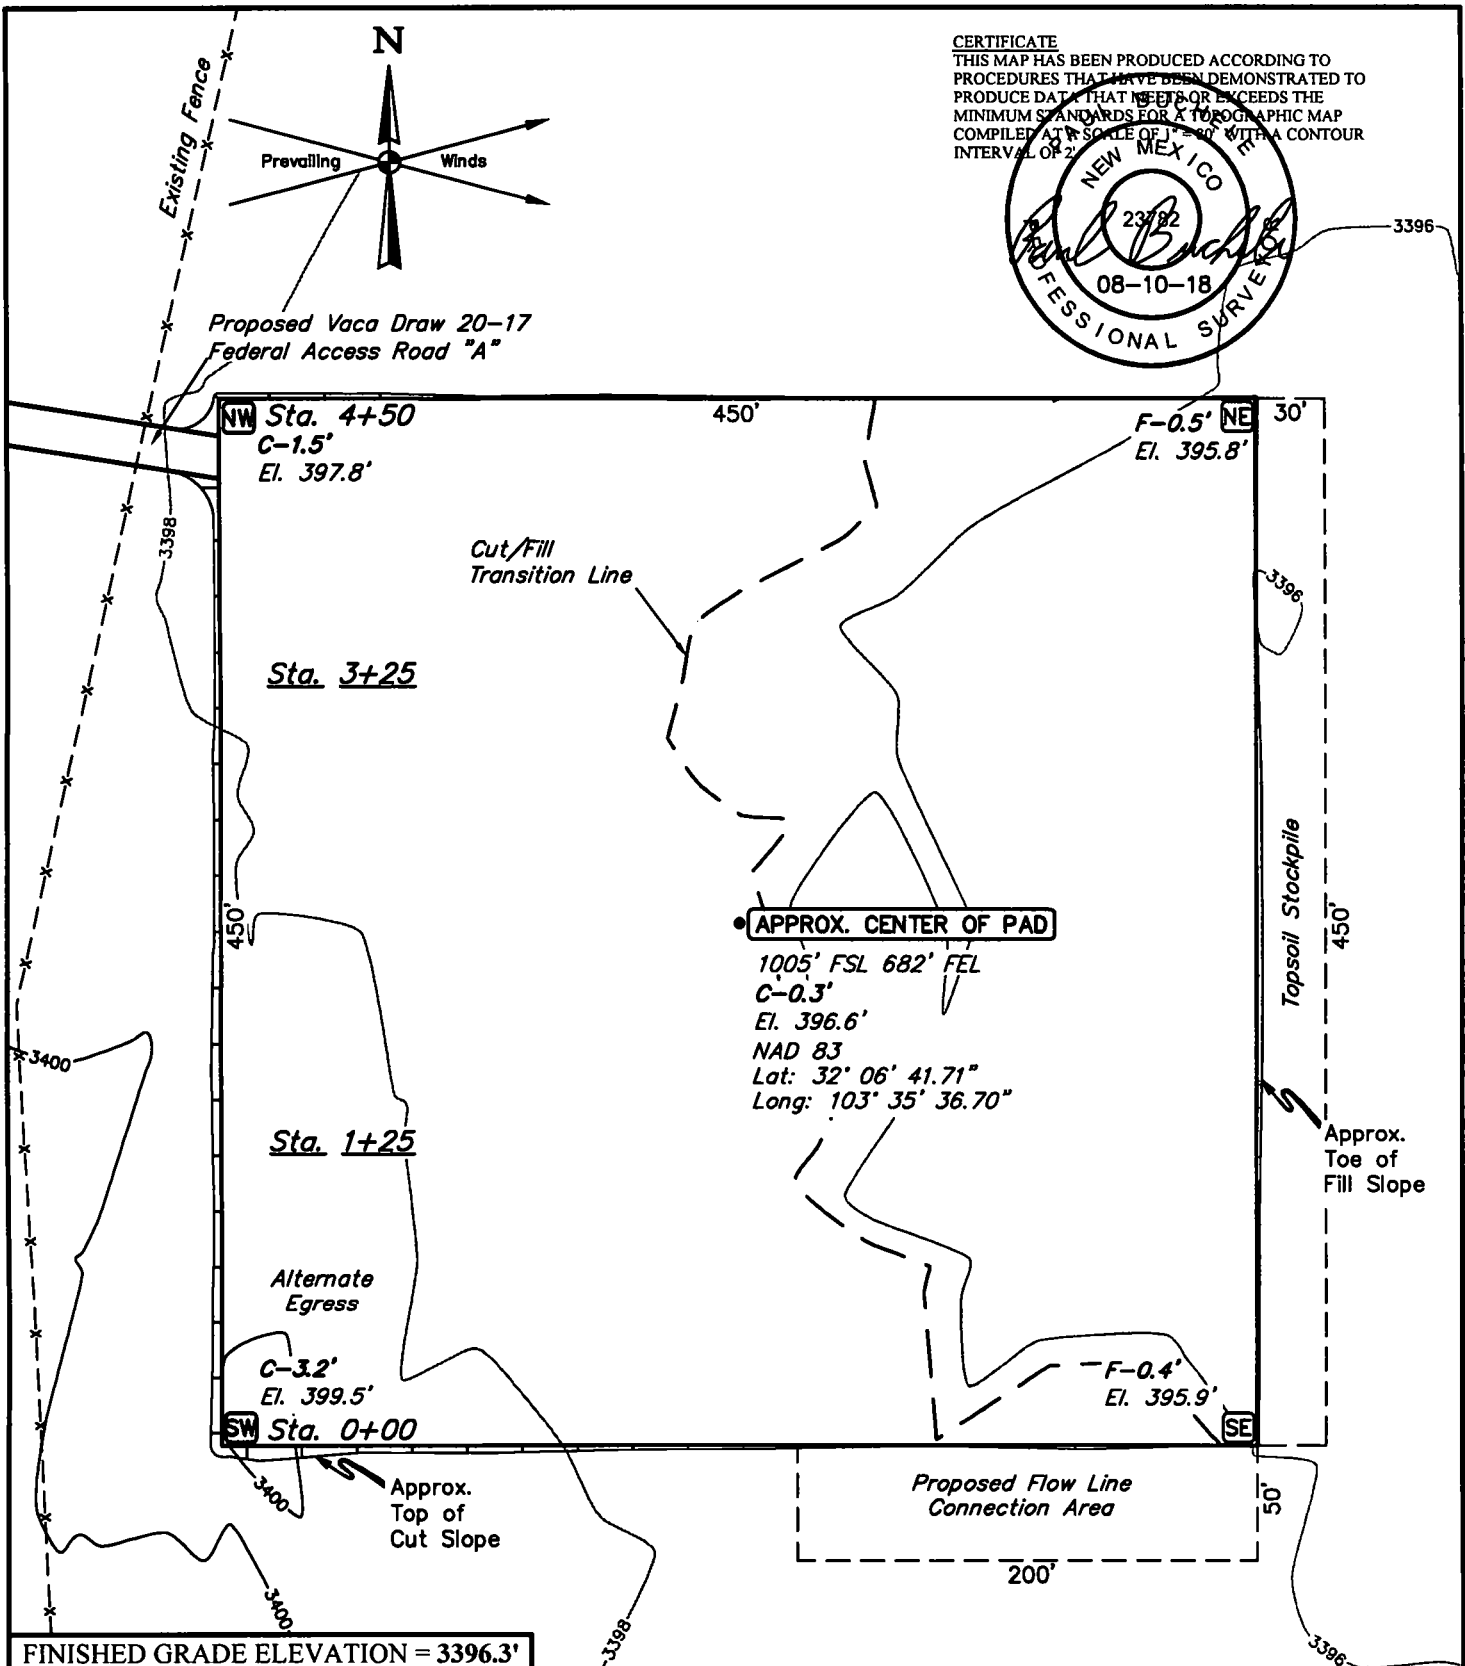 N
Existing Fence
Prevailing Winds
CERTIFICATE
THIS MAP HAS BEEN PRODUCED ACCORDING TO
PROCEDURES THAT HAVE BEEN DEMONSTRATED TO
PRODUCE DATA THAT MEETS OR EXCEEDS THE
MINIMUM STANDARDS FOR A TOPOGRAPHIC MAP
COMPILED AT A SCALE OF 1" = 80' WITH A CONTOUR
INTERVAL OF 2'
PAUL BUCHELE
NEW MEXICO
23782
08-10-18
PROFESSIONAL SURVEYOR
3396
Proposed Vaca Draw 20-17
Federal Access Road "A"
NW Sta. 4+50
C-1.5'
El. 397.8'
450'
F-0.5' NE
El. 395.8'
30'
3398
Cut/Fill
Transition Line
3396
Sta. 3+25
450'
APPROX. CENTER OF PAD
1005' FSL 682' FEL
C-0.3'
El. 396.6'
NAD 83
Lat: 32° 06' 41.71"
Long: 103° 35' 36.70"
Topsoil Stockpile
450'
3400
Sta. 1+25
Approx.
Toe of
Fill Slope
Alternate
Egress
C-3.2'
El. 399.5'
SW Sta. 0+00
F-0.4'
El. 395.9'
SE
3400
Approx.
Top of
Cut Slope
Proposed Flow Line
Connection Area
50'
200'
3400
3398
3396
FINISHED GRADE ELEVATION = 3396.3'